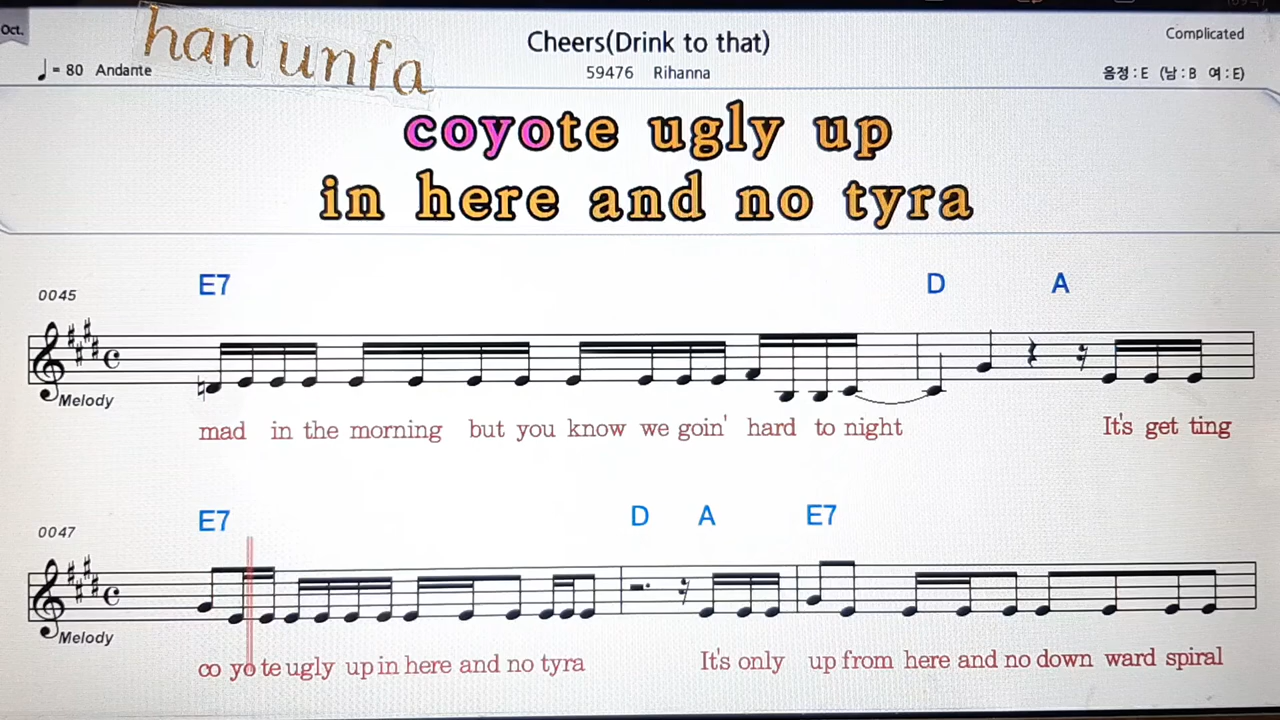 Oct.
han unfa
Cheers(Drink to that)
Complicated
= 80 Andante
59476 Rihanna
음정 : E (남 : B 여 : E)
coyote ugly up
in here and no tyra
0045
E7 D A
Melody
mad in the morning but you know we goin' hard to night It's get ting
0047
E7 D A E7
Melody
co yo te ugly up in here and no tyra It's only up from here and no down ward spiral